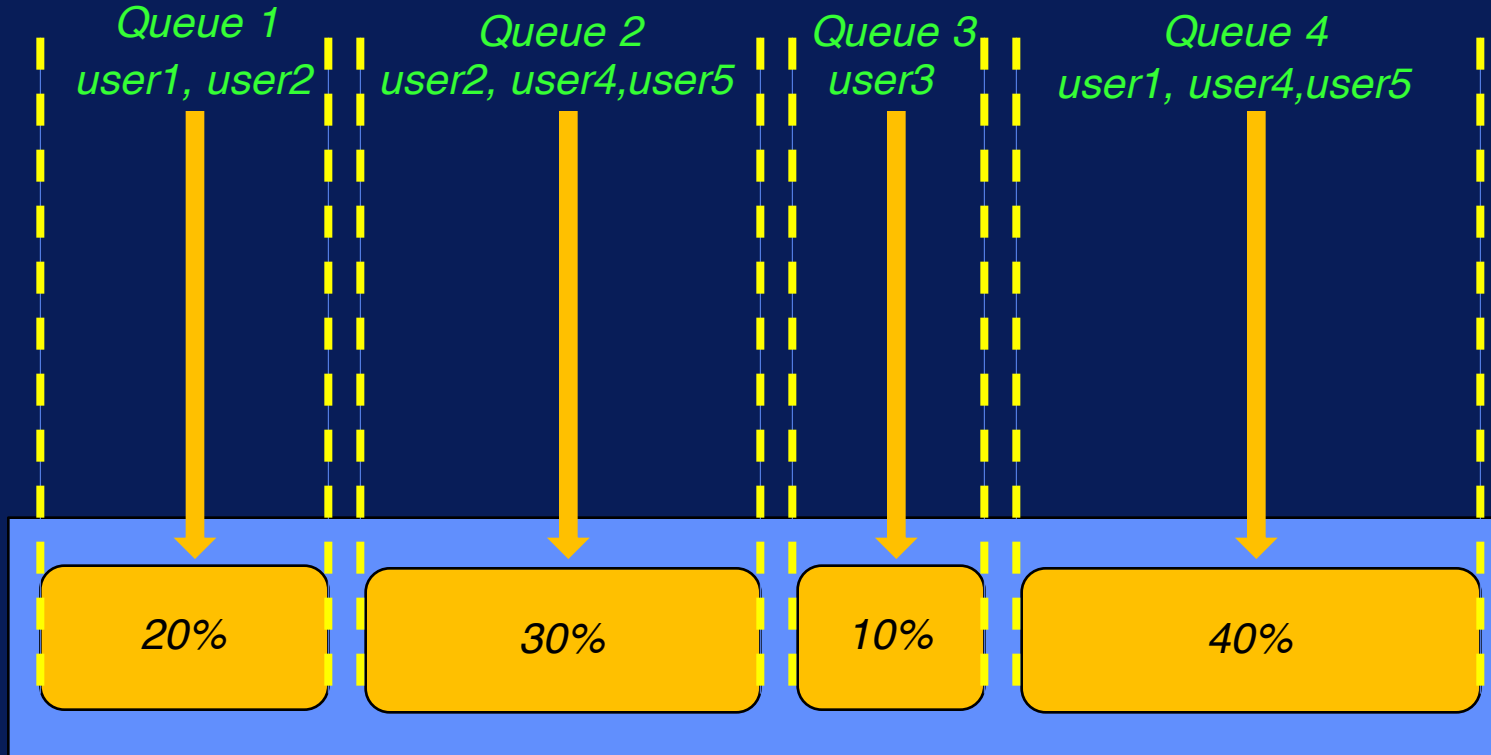 Queue 1
user1, user2
Queue 2
user2, user4,user5
Queue 3
user3
Queue 4
user1, user4,user5
20%
30%
10%
40%